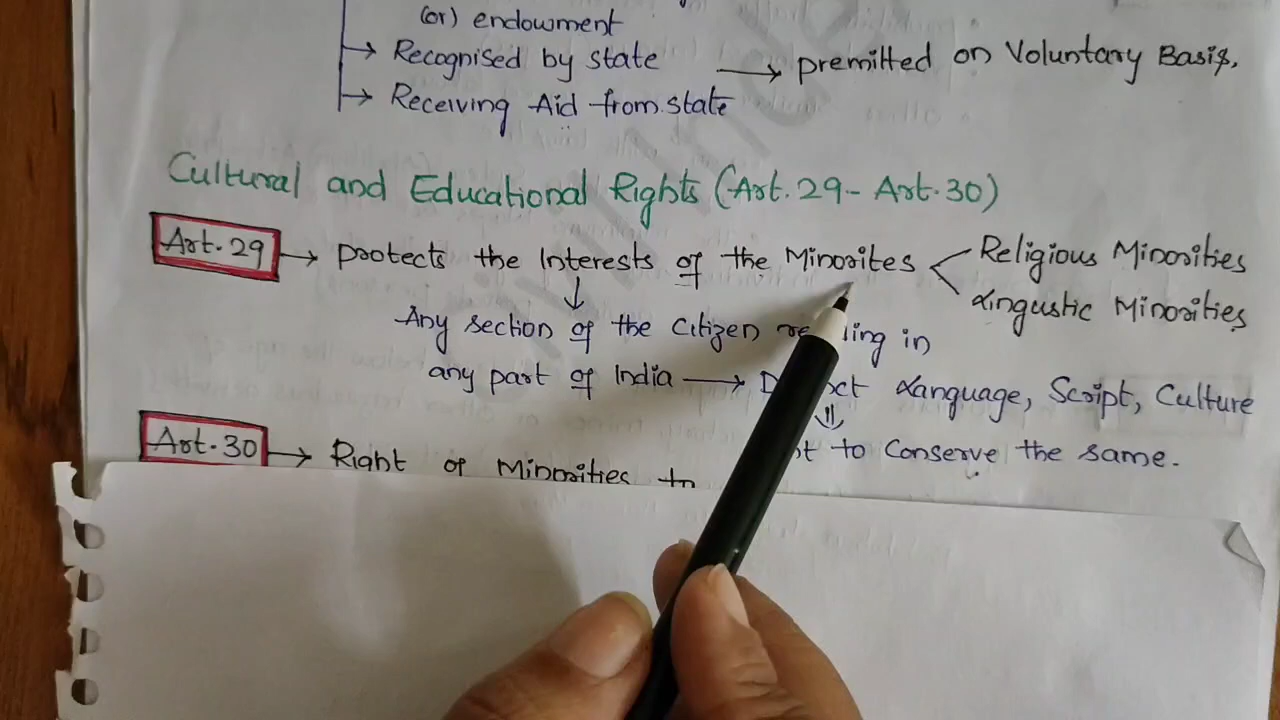 (or) endowment
→ Recognised by state → premitted on Voluntary Basis.
→ Receiving Aid from state
Cultural and Educational Rights (Art. 29 - Art. 30)
Art. 29 → protects the Interests of the Minorites < Religious Minorities
Lingustic Minorities
↓
Any section of the citizen in
any part of India → Language, Script, Culture
⇓
to conserve the same.
Art. 30 → Right of Minorities to